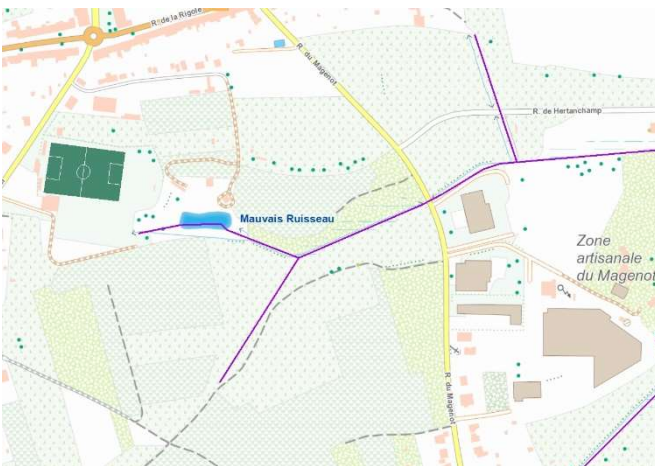 R. de la Rigole
R. du Magenot
R. de Hertanchamp
Mauvais Ruisseau
Zone
artisanale
du Magenot
R. du Magenot